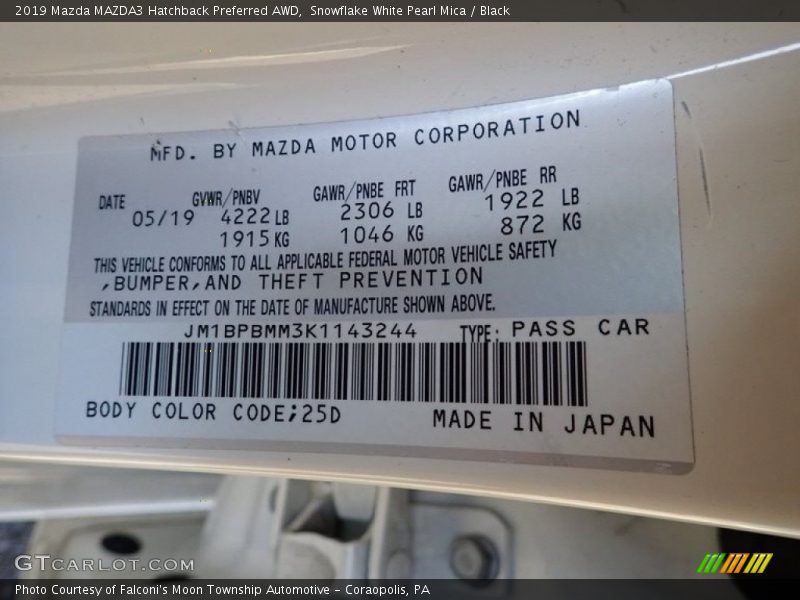 2019 Mazda MAZDA3 Hatchback Preferred AWD, Snowflake White Pearl Mica / Black
MFD. BY MAZDA MOTOR CORPORATION
DATE GVWR/PNBV GAWR/PNBE FRT GAWR/PNBE RR
05/19 4222 LB 2306 LB 1922 LB
1915 KG 1046 KG 872 KG
THIS VEHICLE CONFORMS TO ALL APPLICABLE FEDERAL MOTOR VEHICLE SAFETY
,BUMPER,AND THEFT PREVENTION
STANDARDS IN EFFECT ON THE DATE OF MANUFACTURE SHOWN ABOVE.
JM1BPBMM3K1143244 TYPE: PASS CAR
BODY COLOR CODE;25D MADE IN JAPAN
GTCARLOT.COM
Photo Courtesy of Falconi's Moon Township Automotive – Coraopolis, PA